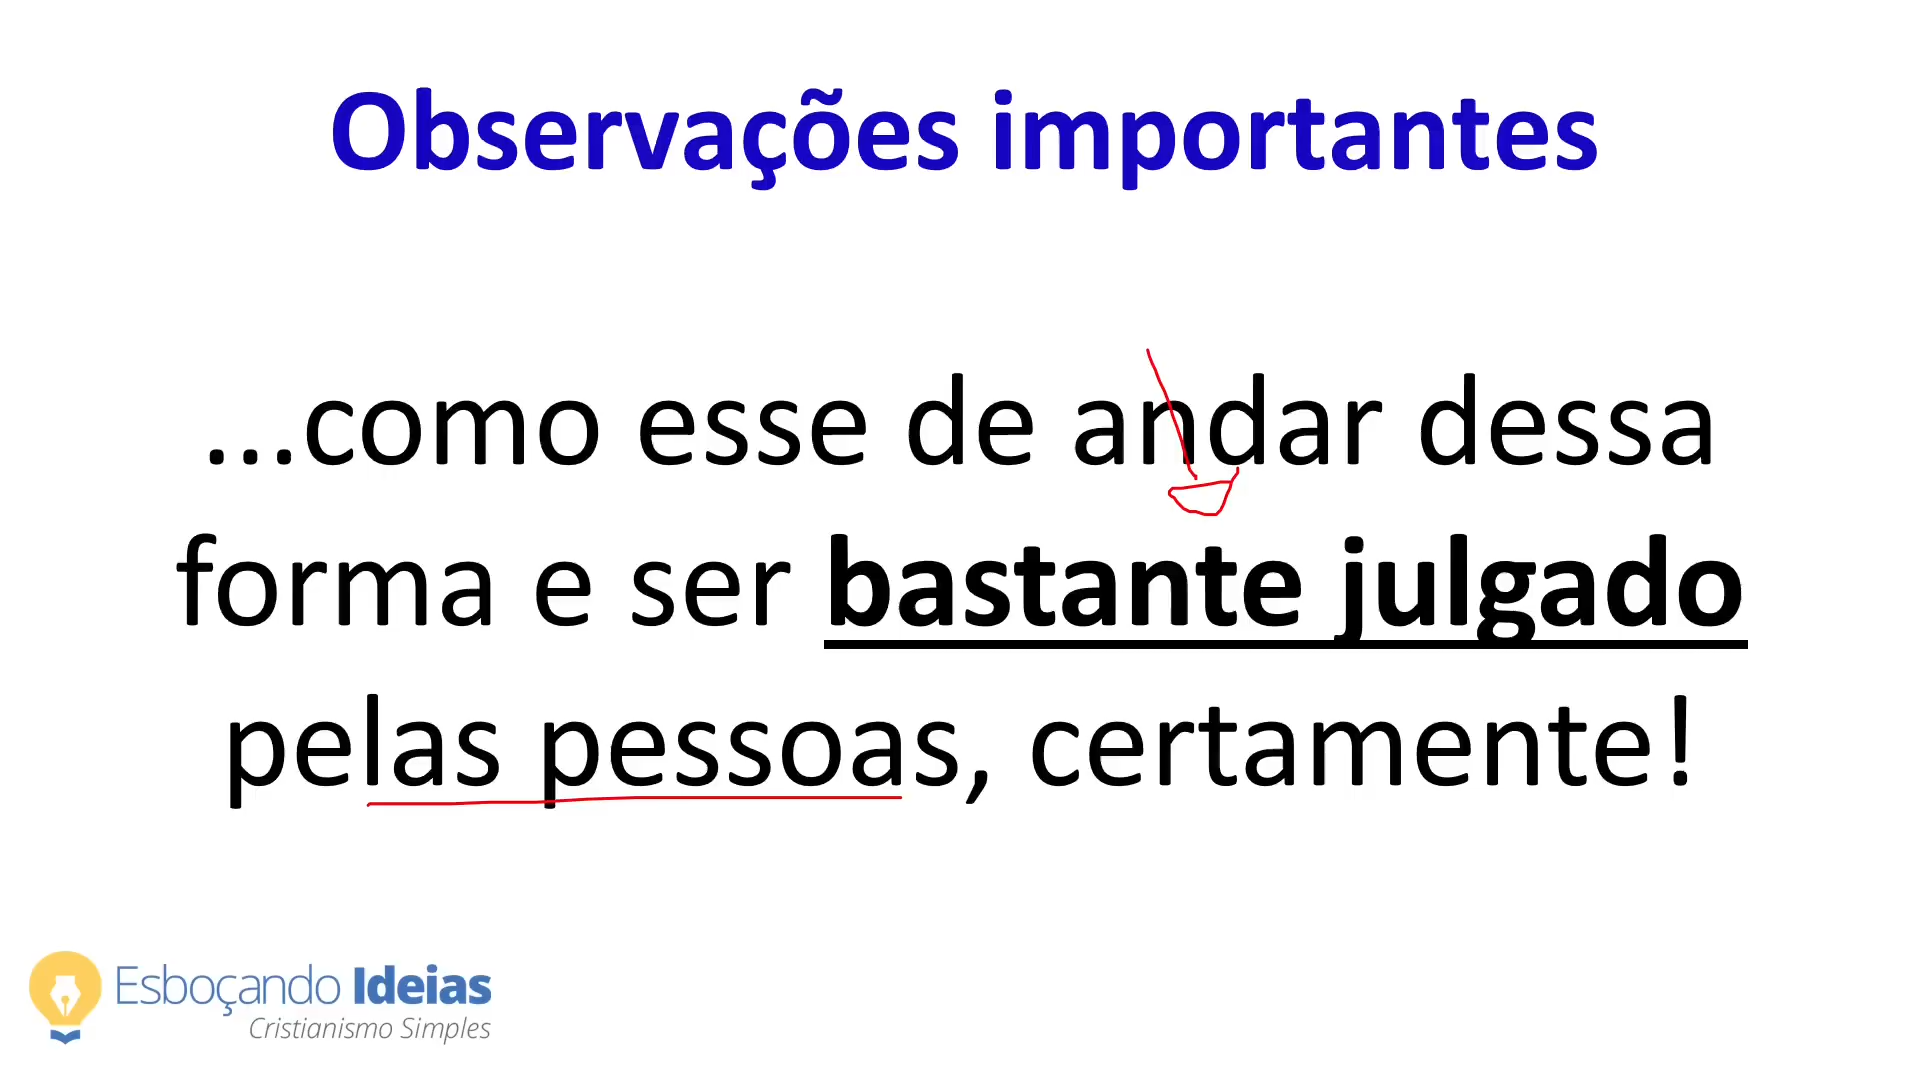 Observações importantes
...como esse de andar dessa
forma e ser bastante julgado
pelas pessoas, certamente!
Esboçando Ideias
Cristianismo Simples